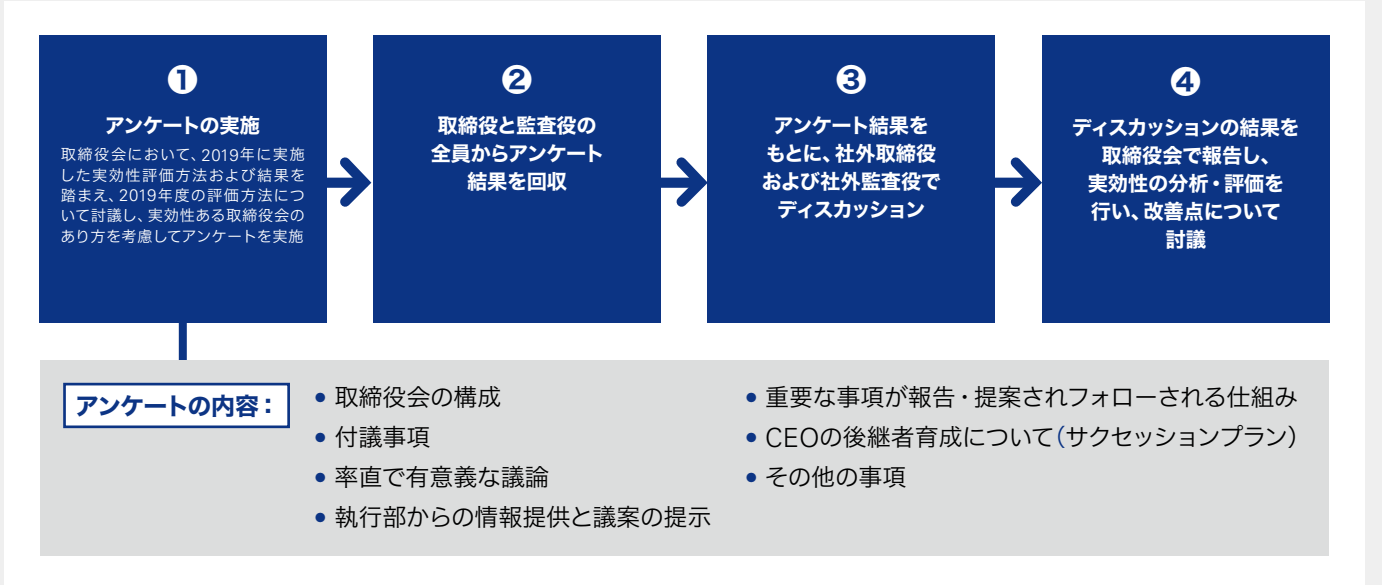 ❶
アンケートの実施
取締役会において、2019年に実施
した実効性評価方法および結果を
踏まえ、2019年度の評価方法につ
いて討議し、実効性ある取締役会の
あり方を考慮してアンケートを実施
❷
取締役と監査役の
全員からアンケート
結果を回収
❸
アンケート結果を
もとに、社外取締役
および社外監査役で
ディスカッション
❹
ディスカッションの結果を
取締役会で報告し、
実効性の分析・評価を
行い、改善点について
討議
アンケートの内容：
• 取締役会の構成
• 付議事項
• 率直で有意義な議論
• 執行部からの情報提供と議案の提示
• 重要な事項が報告・提案されフォローされる仕組み
• CEOの後継者育成について（サクセッションプラン）
• その他の事項